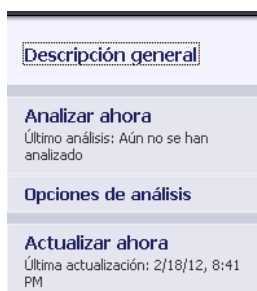 Descripción general
Analizar ahora
Último análisis: Aún no se han
analizado
Opciones de análisis
Actualizar ahora
Última actualización: 2/18/12, 8:41
PM